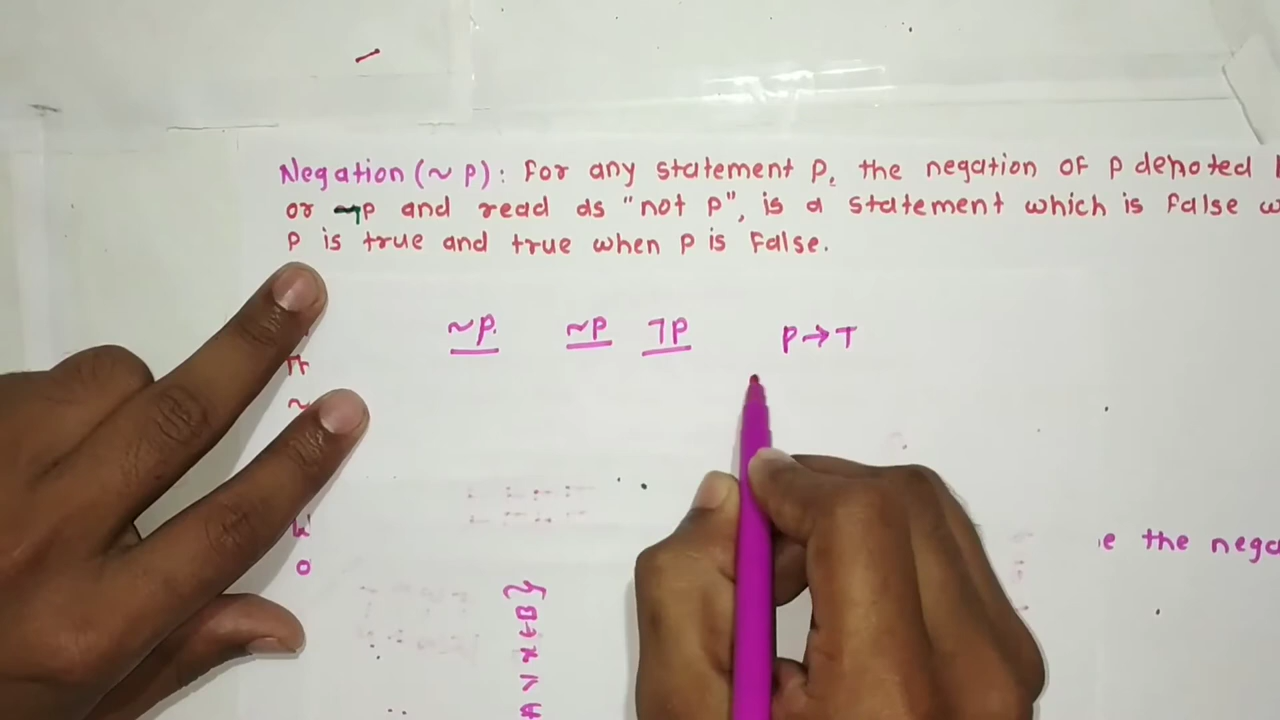 Negation (~ p): For any statement p, the negation of p denoted
or ¬p and read as "not p", is a statement which is false
p is true and true when p is False.
~p. ~p ¬p p→T
the nega